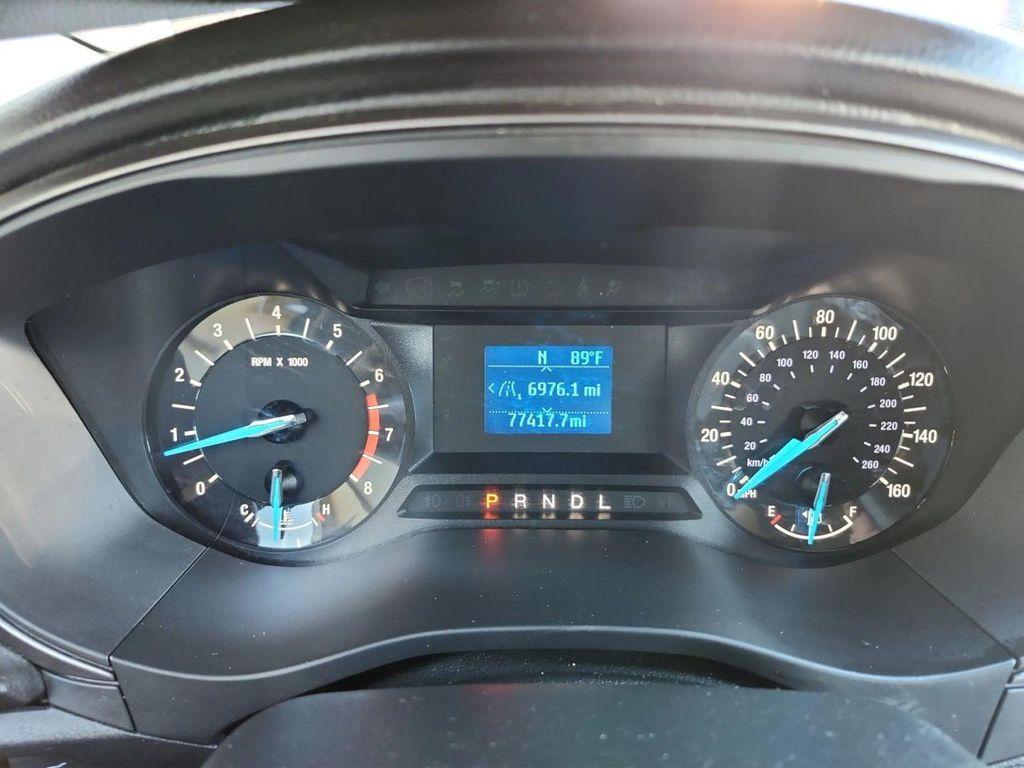 0 1 2 3 4 5 6 7 8
RPM X 1000
C H
N 89°F
1 6976.1 mi
77417.7mi
P R N D L
0 20 40 60 80 100 120 140 160
MPH
20 40 60 80 100 120 140 160 180 200 220 240 260
km/h
E F